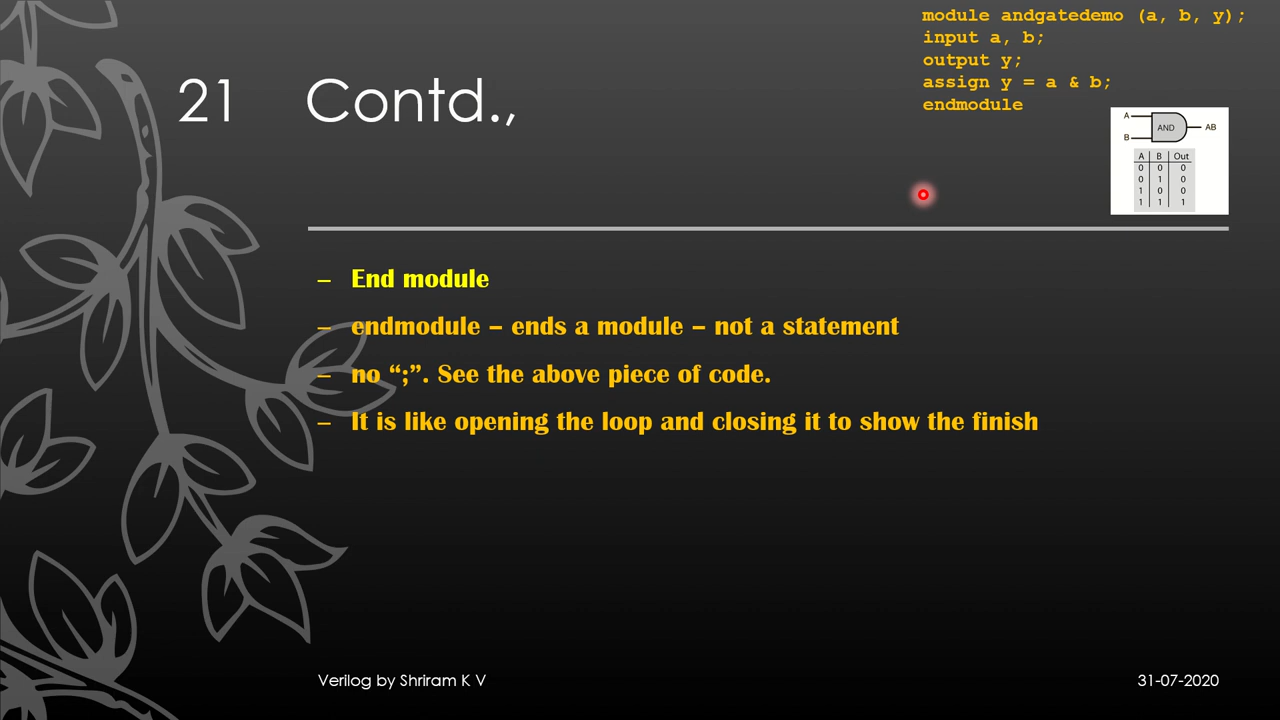 module andgatedemo (a, b, y);
input a, b;
output y;
assign y = a & b;
endmodule
21 Contd.,
A
B
AND
AB
A B Out
0 0 0
0 1 0
1 0 0
1 1 1
– End module
– endmodule – ends a module – not a statement
– no “;”. See the above piece of code.
– It is like opening the loop and closing it to show the finish
Verilog by Shriram K V
31-07-2020